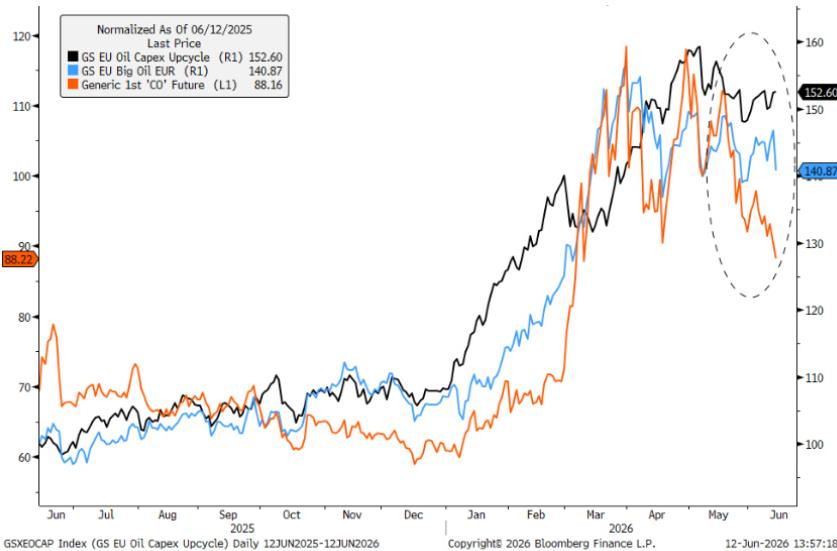 Normalized As Of 06/12/2025
Last Price
GS EU Oil Capex Upcycle (R1) 152.60
GS EU Big Oil EUR (R1) 140.87
Generic 1st 'CO' Future (L1) 88.16
120
110
100
90
80
70
60
88.22
160
150
140
130
120
110
100
152.60
140.87
Jun Jul Aug Sep Oct Nov Dec Jan Feb Mar Apr May Jun
2025 2026
GSXEOCAP Index (GS EU Oil Capex Upcycle) Daily 12JUN2025-12JUN2026 Copyright© 2026 Bloomberg Finance L.P. 12-Jun-2026 13:57:18